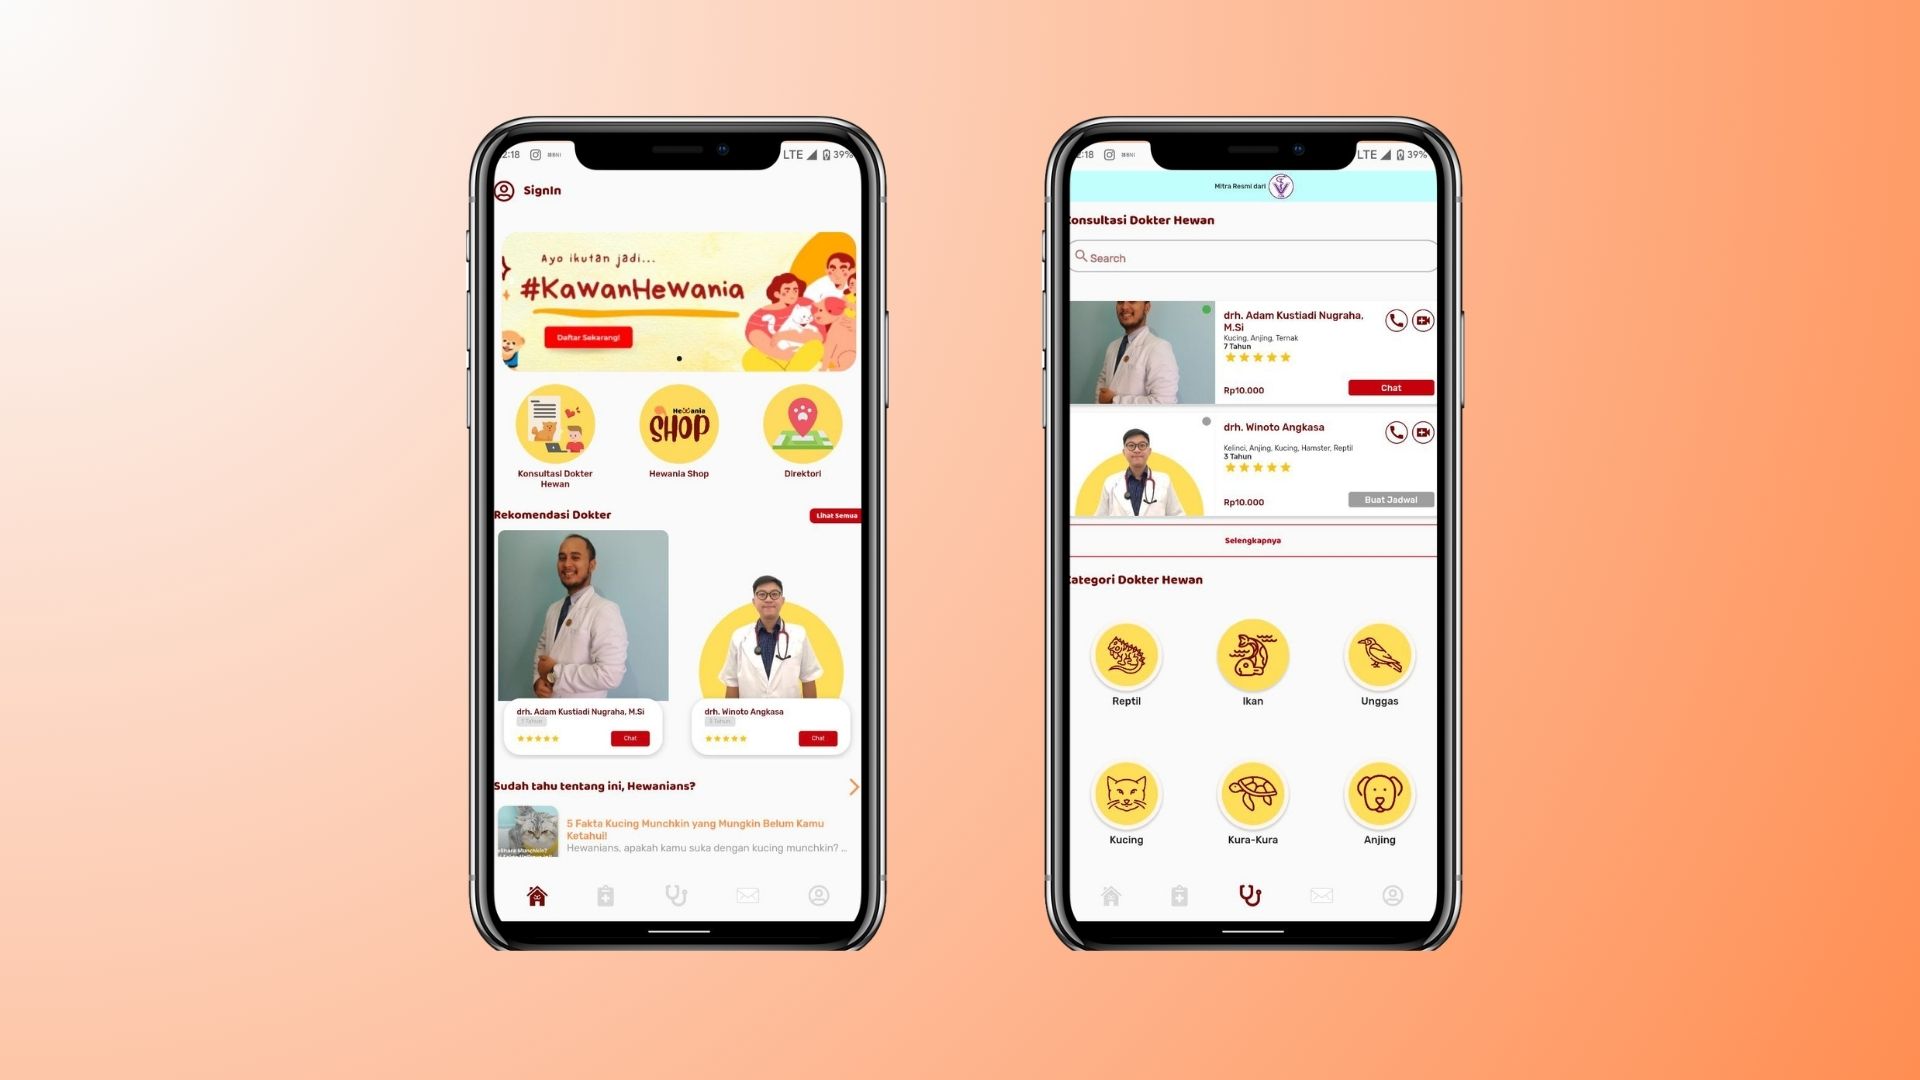 2:18
LTE 39%
SignIn
Ayo ikutan jadi...
#KawanHewania
Daftar Sekarang!
Konsultasi Dokter
Hewan
Hewania
SHOP
Hewania Shop
Direktori
Rekomendasi Dokter
Lihat Semua
drh. Adam Kustiadi Nugraha, M.Si
7 Tahun
Chat
drh. Winoto Angkasa
3 Tahun
Chat
Sudah tahu tentang ini, Hewanians?
5 Fakta Kucing Munchkin yang Mungkin Belum Kamu
Ketahui!
Hewanians, apakah kamu suka dengan kucing munchkin? ...
2:18
LTE 39%
Mitra Resmi dari
Konsultasi Dokter Hewan
Search
drh. Adam Kustiadi Nugraha,
M.Si
Kucing, Anjing, Ternak
7 Tahun
Rp10.000
Chat
drh. Winoto Angkasa
Kelinci, Anjing, Kucing, Hamster, Reptil
3 Tahun
Rp10.000
Buat Jadwal
Selengkapnya
Kategori Dokter Hewan
Reptil
Ikan
Unggas
Kucing
Kura-Kura
Anjing